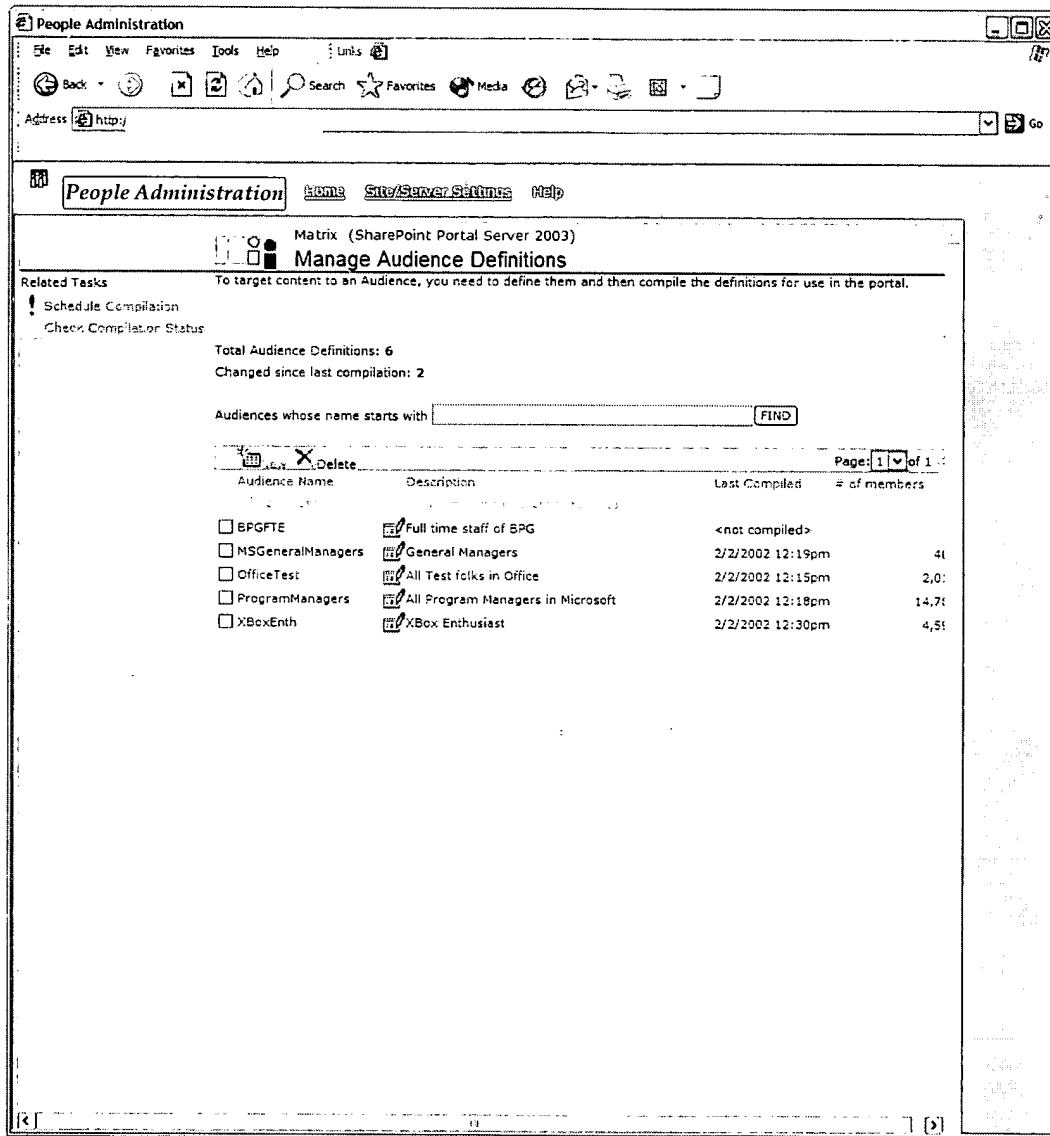 People Administration
File Edit View Favorites Tools Help Links
Back Search Favorites Media
Address http:/ Go
People Administration Home Site/Server Settings Help
Matrix (SharePoint Portal Server 2003)
Manage Audience Definitions
Related Tasks
To target content to an Audience, you need to define them and then compile the definitions for use in the portal.
! Schedule Compilation
Check Compilation Status
Total Audience Definitions: 6
Changed since last compilation: 2
Audiences whose name starts with FIND
Delete Page: 1 of 1
Audience Name Description Last Compiled # of members
BPGFTE Full time staff of BPG <not compiled>
MSGeneralManagers General Managers 2/2/2002 12:19pm
OfficeTest All Test folks in Office 2/2/2002 12:15pm 2,0
ProgramManagers All Program Managers in Microsoft 2/2/2002 12:18pm 14,7
XBoxEnth XBox Enthusiast 2/2/2002 12:30pm 4,5